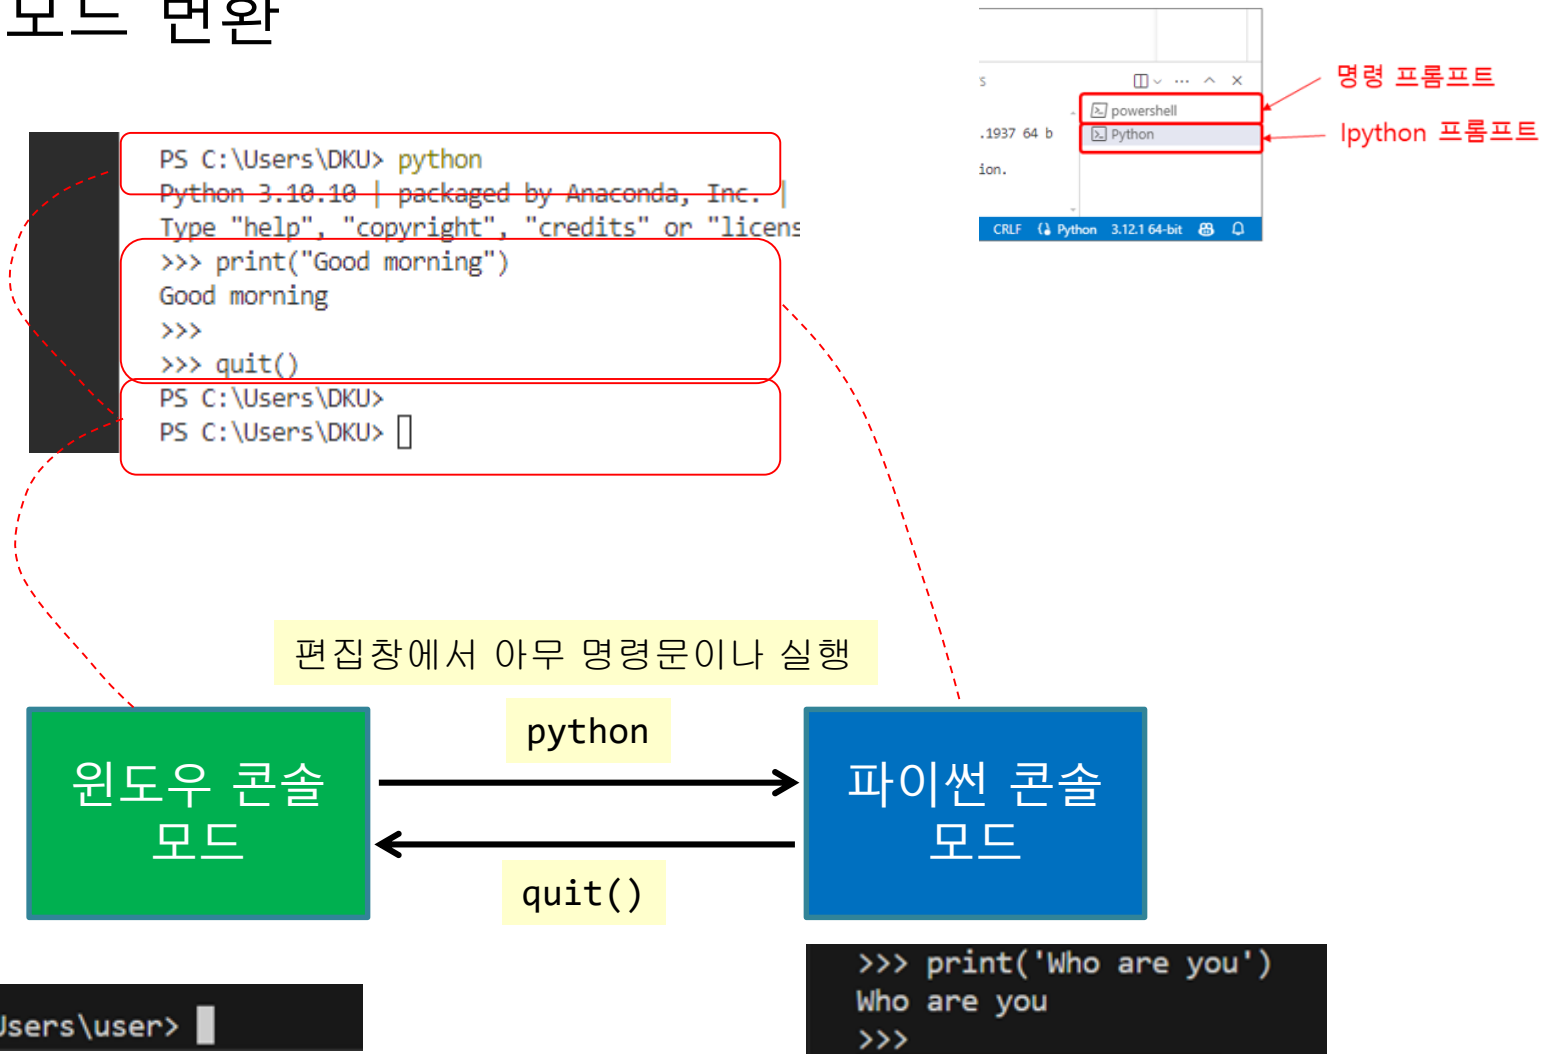 모드 변환
PS C:\Users\DKU> python
Python 3.10.10 | packaged by Anaconda, Inc. |
Type "help", "copyright", "credits" or "licens
>>> print("Good morning")
Good morning
>>>
>>> quit()
PS C:\Users\DKU>
PS C:\Users\DKU>
powershell
.1937 64 b
Python
ion.
CRLF
Python
3.12.1 64-bit
명령 프롬프트
Ipython 프롬프트
편집창에서 아무 명령문이나 실행
python
윈도우 콘솔
모드
파이썬 콘솔
모드
quit()
Users\user>
>>> print('Who are you')
Who are you
>>>